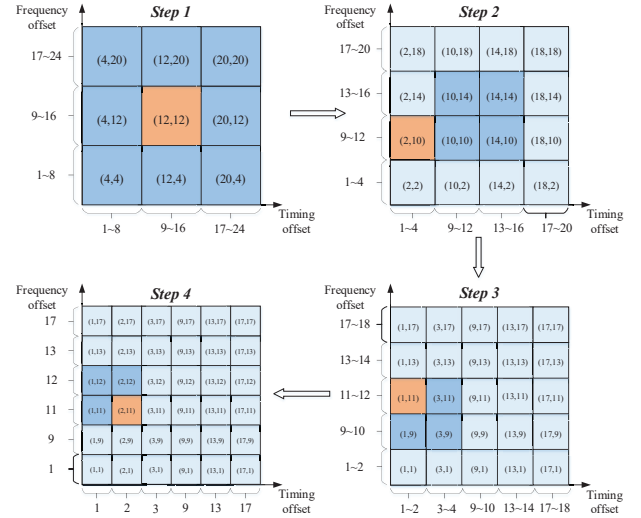 Frequency offset
Step 1
17~24
(4,20) (12,20) (20,20)
9~16
(4,12) (12,12) (20,12)
1~8
(4,4) (12,4) (20,4)
1~8 9~16 17~24
Timing offset
Frequency offset
Step 2
17~20
(2,18) (10,18) (14,18) (18,18)
13~16
(2,14) (10,14) (14,14) (18,14)
9~12
(2,10) (10,10) (14,10) (18,10)
1~4
(2,2) (10,2) (14,2) (18,2)
1~4 9~12 13~16 17~20
Timing offset
Frequency offset
Step 4
17
(1,17) (2,17) (3,17) (9,17) (13,17) (17,17)
13
(1,13) (2,13) (3,13) (9,13) (13,13) (17,13)
12
(1,12) (2,12) (3,12) (9,12) (13,12) (17,12)
11
(1,11) (2,11) (3,11) (9,11) (13,11) (17,11)
9
(1,9) (2,9) (3,9) (9,9) (13,9) (17,9)
1
(1,1) (2,1) (3,1) (9,1) (13,1) (17,1)
1 2 3 9 13 17
Timing offset
Frequency offset
Step 3
17~18
(1,17) (3,17) (9,17) (13,17) (17,17)
13~14
(1,13) (3,13) (9,13) (13,13) (17,13)
11~12
(1,11) (3,11) (9,11) (13,11) (17,11)
9~10
(1,9) (3,9) (9,9) (13,9) (17,9)
1~2
(1,1) (3,1) (9,1) (13,1) (17,1)
1~2 3~4 9~10 13~14 17~18
Timing offset